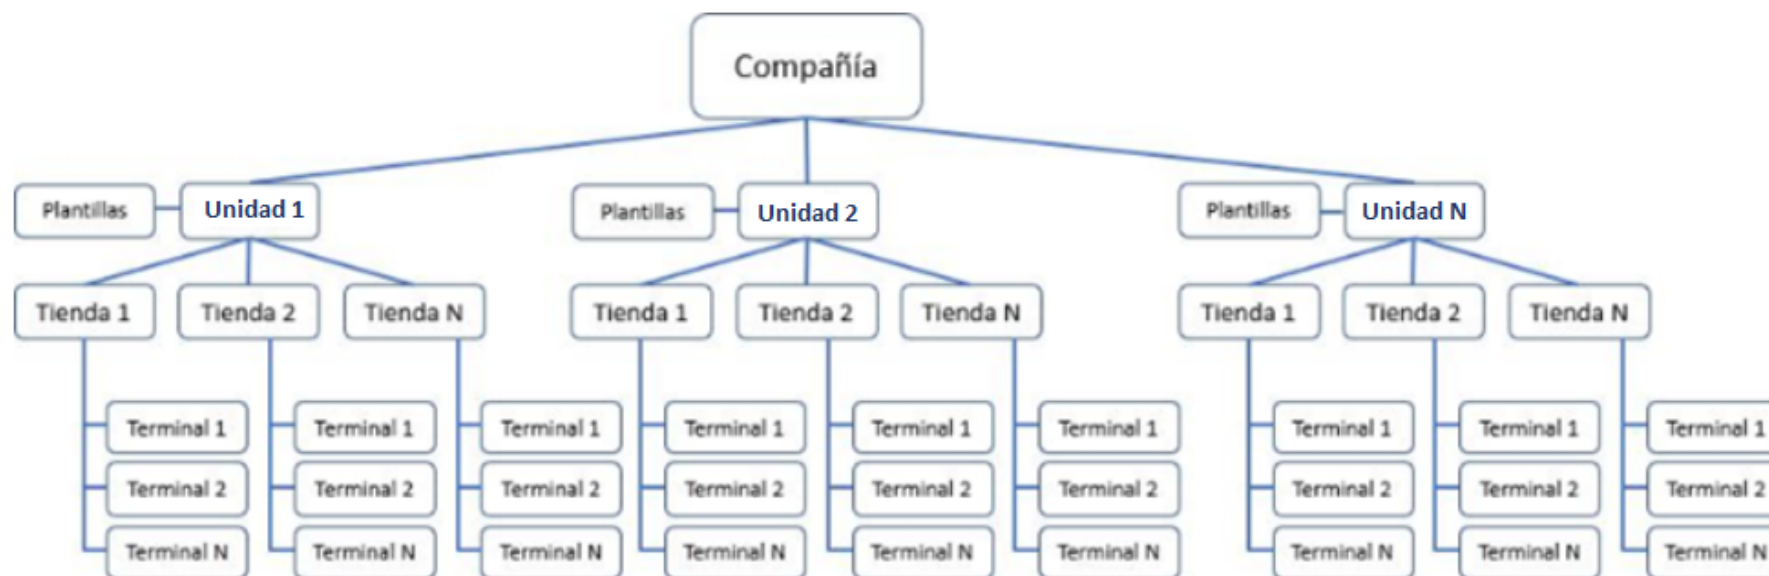 Compañía
Plantillas Unidad 1 Plantillas Unidad 2 Plantillas Unidad N
Tienda 1 Tienda 2 Tienda N Tienda 1 Tienda 2 Tienda N Tienda 1 Tienda 2 Tienda N
Terminal 1 Terminal 1 Terminal 1 Terminal 1 Terminal 1 Terminal 1 Terminal 1 Terminal 1 Terminal 1
Terminal 2 Terminal 2 Terminal 2 Terminal 2 Terminal 2 Terminal 2 Terminal 2 Terminal 2 Terminal 2
Terminal N Terminal N Terminal N Terminal N Terminal N Terminal N Terminal N Terminal N Terminal N